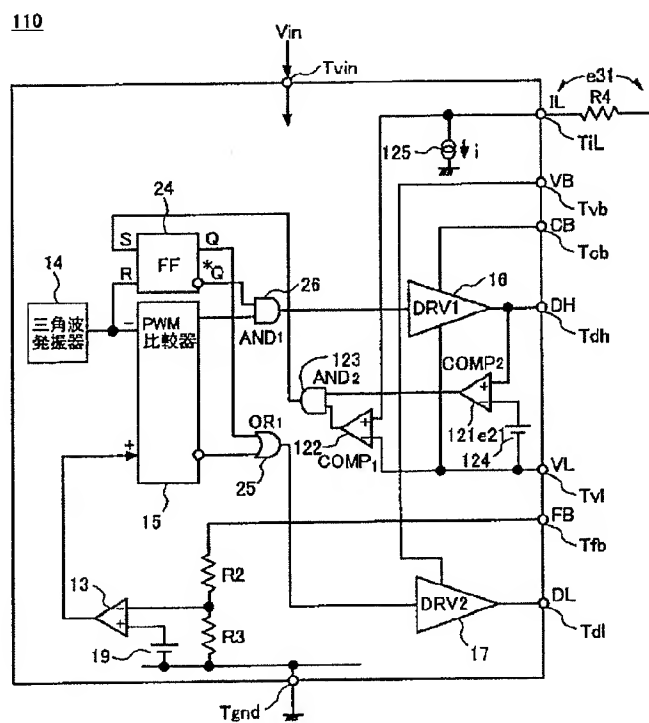 110
Vin
Tvin
e31
IL
R4
TiL
125
i
VB
Tvb
CB
Tcb
24
S
Q
FF
R
*Q
26
14
三角波
発振器
-
PWM
比較器
AND1
16
DRV1
DH
Tdh
123
AND2
COMP2
+
-
121
e21
+
-
122
COMP1
124
OR1
25
VL
Tvl
+
15
FB
Tfb
R2
13
-
+
R3
19
DRV2
17
DL
Tdl
Tgnd